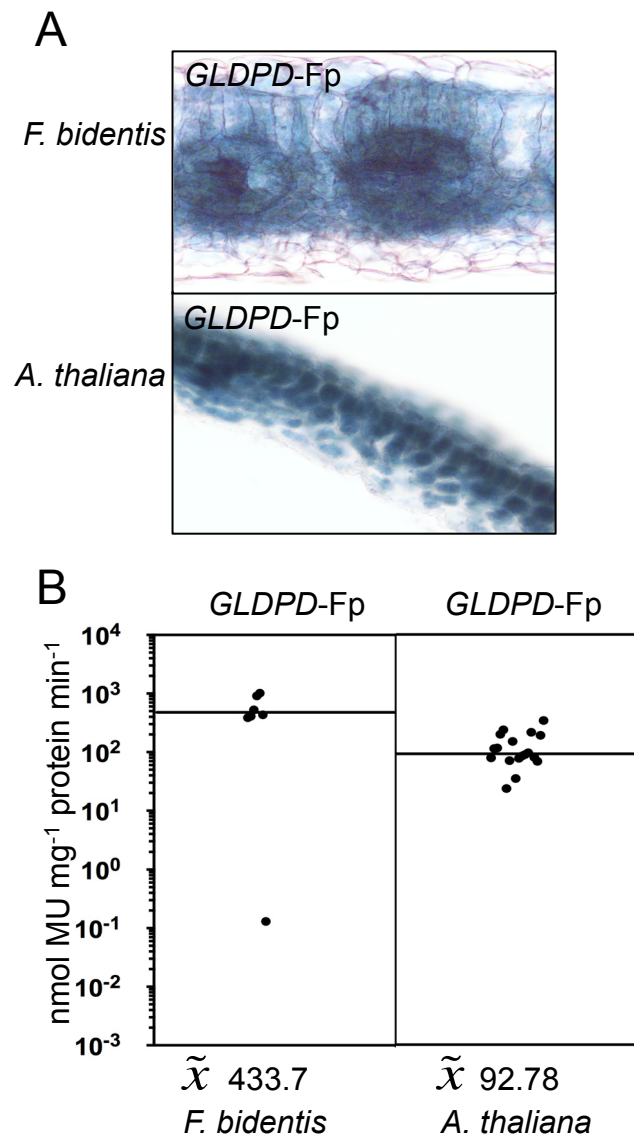 A
GLDPD-Fp
F. bidentis
GLDPD-Fp
A. thaliana
B
GLDPD-Fp GLDPD-Fp
nmol MU mg⁻¹ protein min⁻¹
10⁴
10³
10²
10¹
10⁰
10⁻¹
10⁻²
10⁻³
x̃ 433.7 x̃ 92.78
F. bidentis A. thaliana